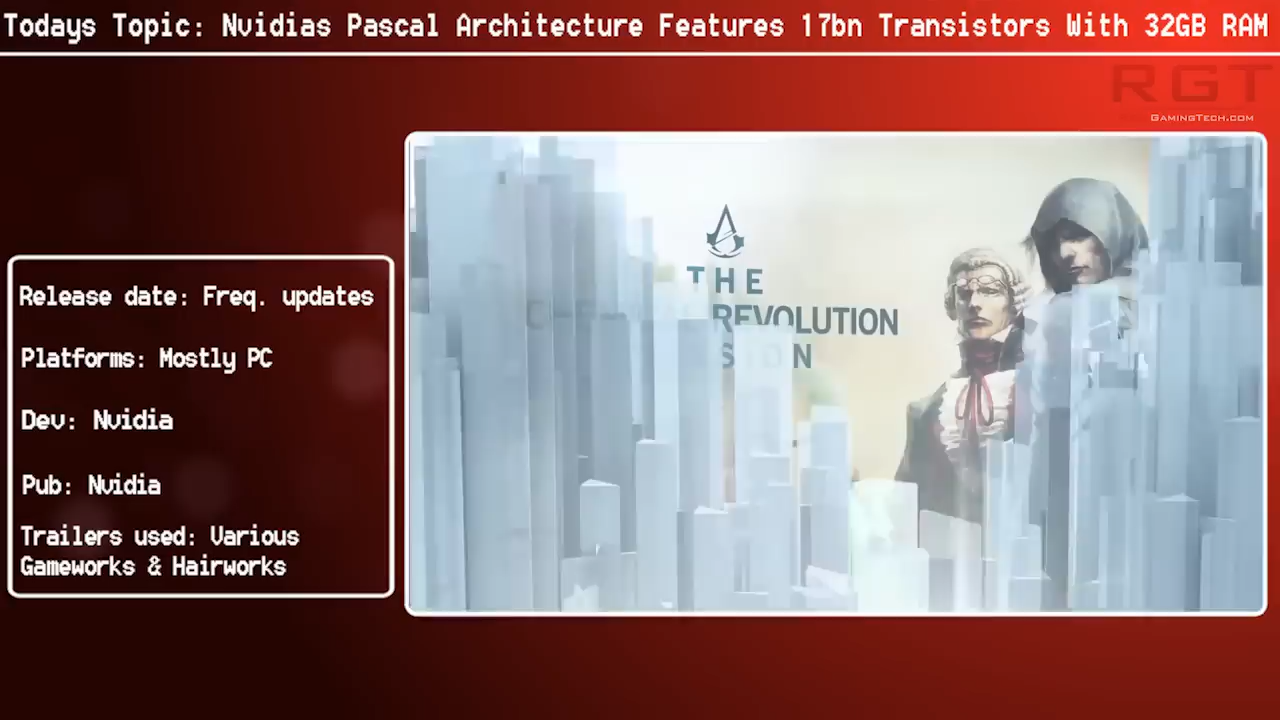 Todays Topic: Nvidias Pascal Architecture Features 17bn Transistors With 32GB RAM
RGT
GAMINGTECH.COM
Release date: Freq. updates
Platforms: Mostly PC
Dev: Nvidia
Pub: Nvidia
Trailers used: Various
Gameworks & Hairworks
THE
REVOLUTION